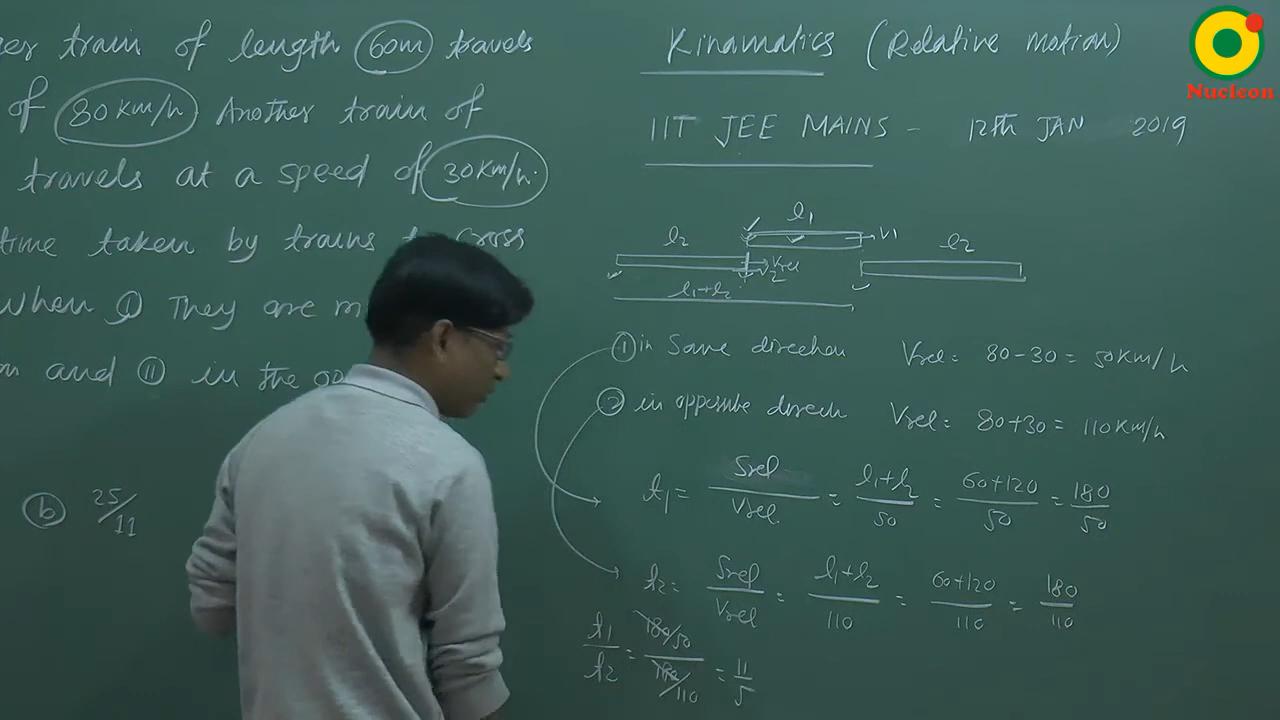 train of length 60m travels
of 80 Km/h Another train of
travels at a speed of 30 Km/h.
time taken by trains to cross
When ① They are m
and ⑪ in the
ⓑ 25/11
Kinamatics (Relative motion)
IIT JEE MAINS - 12th JAN 2019
l1
l2
V1
l2
Vrel
V2
l1+l2
① in Same direction Vrel = 80-30 = 50 Km/h
② in opposite direch Vrel = 80+30 = 110 Km/h
t1 = Srel/Vrel = l1+l2/50 = 60+120/50 = 180/50
t2 = Srel/Vrel = l1+l2/110 = 60+120/110 = 180/110
t1/t2 = 180/50 / 180/110 = 11/5
Nucleon